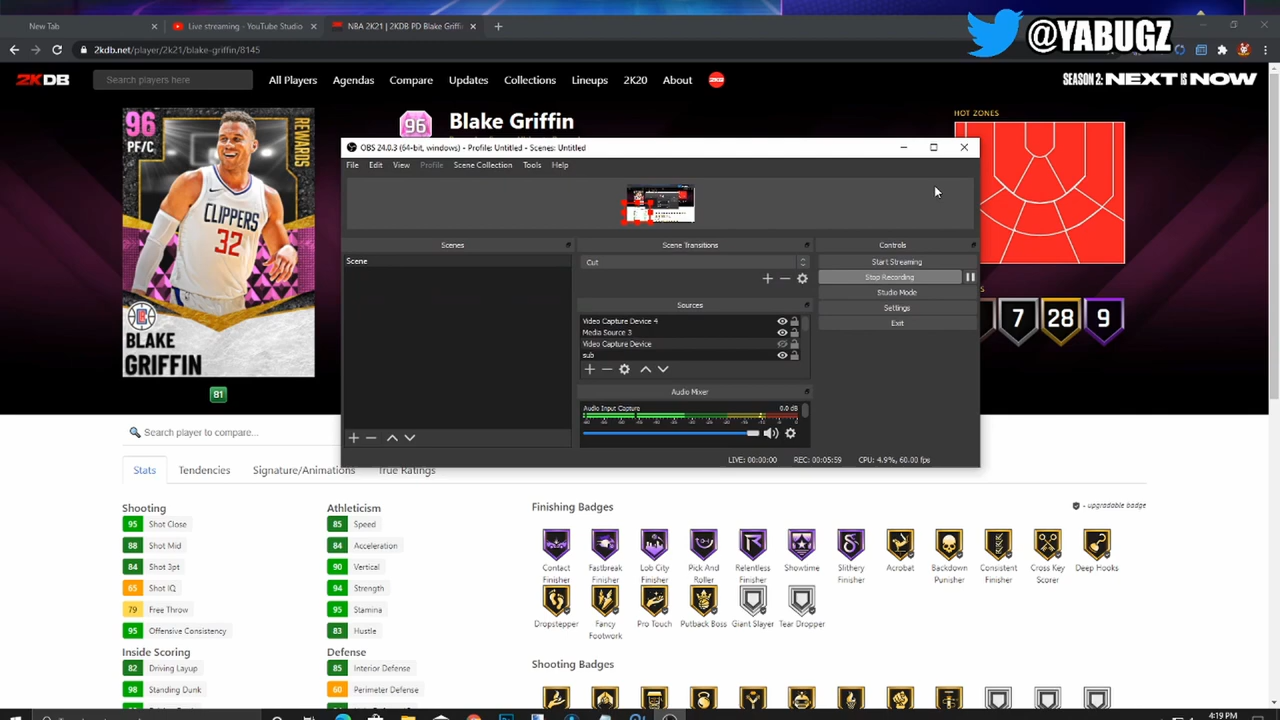 New Tab
Live streaming - YouTube Studio
NBA 2K21 | 2KDB PD Blake Griffi
@YABUGZ
2kdb.net/player/2k21/blake-griffin/8145
2KDB
Search players here
All Players
Agendas
Compare
Updates
Collections
Lineups
2K20
About
SEASON 2: NEXT IS NOW
96
PF/C
REWARDS
CLIPPERS
32
BLAKE
GRIFFIN
81
96
Blake Griffin
HOT ZONES
7
28
9
OBS 24.0.3 (64-bit, windows) - Profile: Untitled - Scenes: Untitled
File
Edit
View
Profile
Scene Collection
Tools
Help
Scenes
Scene
Scene Transitions
Cut
Sources
Video Capture Device 4
Media Source 3
Video Capture Device
sub
Audio Mixer
Audio Input Capture
0.0 dB
Controls
Start Streaming
Stop Recording
Studio Mode
Settings
Exit
LIVE: 00:00:00
REC: 00:05:59
CPU: 4.9%, 60.00 fps
Search player to compare...
Stats
Tendencies
Signature/Animations
True Ratings
Shooting
95 Shot Close
88 Shot Mid
84 Shot 3pt
65 Shot IQ
79 Free Throw
95 Offensive Consistency
Inside Scoring
82 Driving Layup
98 Standing Dunk
Athleticism
85 Speed
84 Acceleration
90 Vertical
94 Strength
95 Stamina
83 Hustle
Defense
85 Interior Defense
60 Perimeter Defense
Finishing Badges
- upgradable badge
Contact
Finisher
Fastbreak
Finisher
Lob City
Finisher
Pick And
Roller
Relentless
Finisher
Showtime
Slithery
Finisher
Acrobat
Backdown
Punisher
Consistent
Finisher
Cross Key
Scorer
Deep Hooks
Dropstepper
Fancy
Footwork
Pro Touch
Putback Boss
Giant Slayer
Tear Dropper
Shooting Badges
4:19 PM